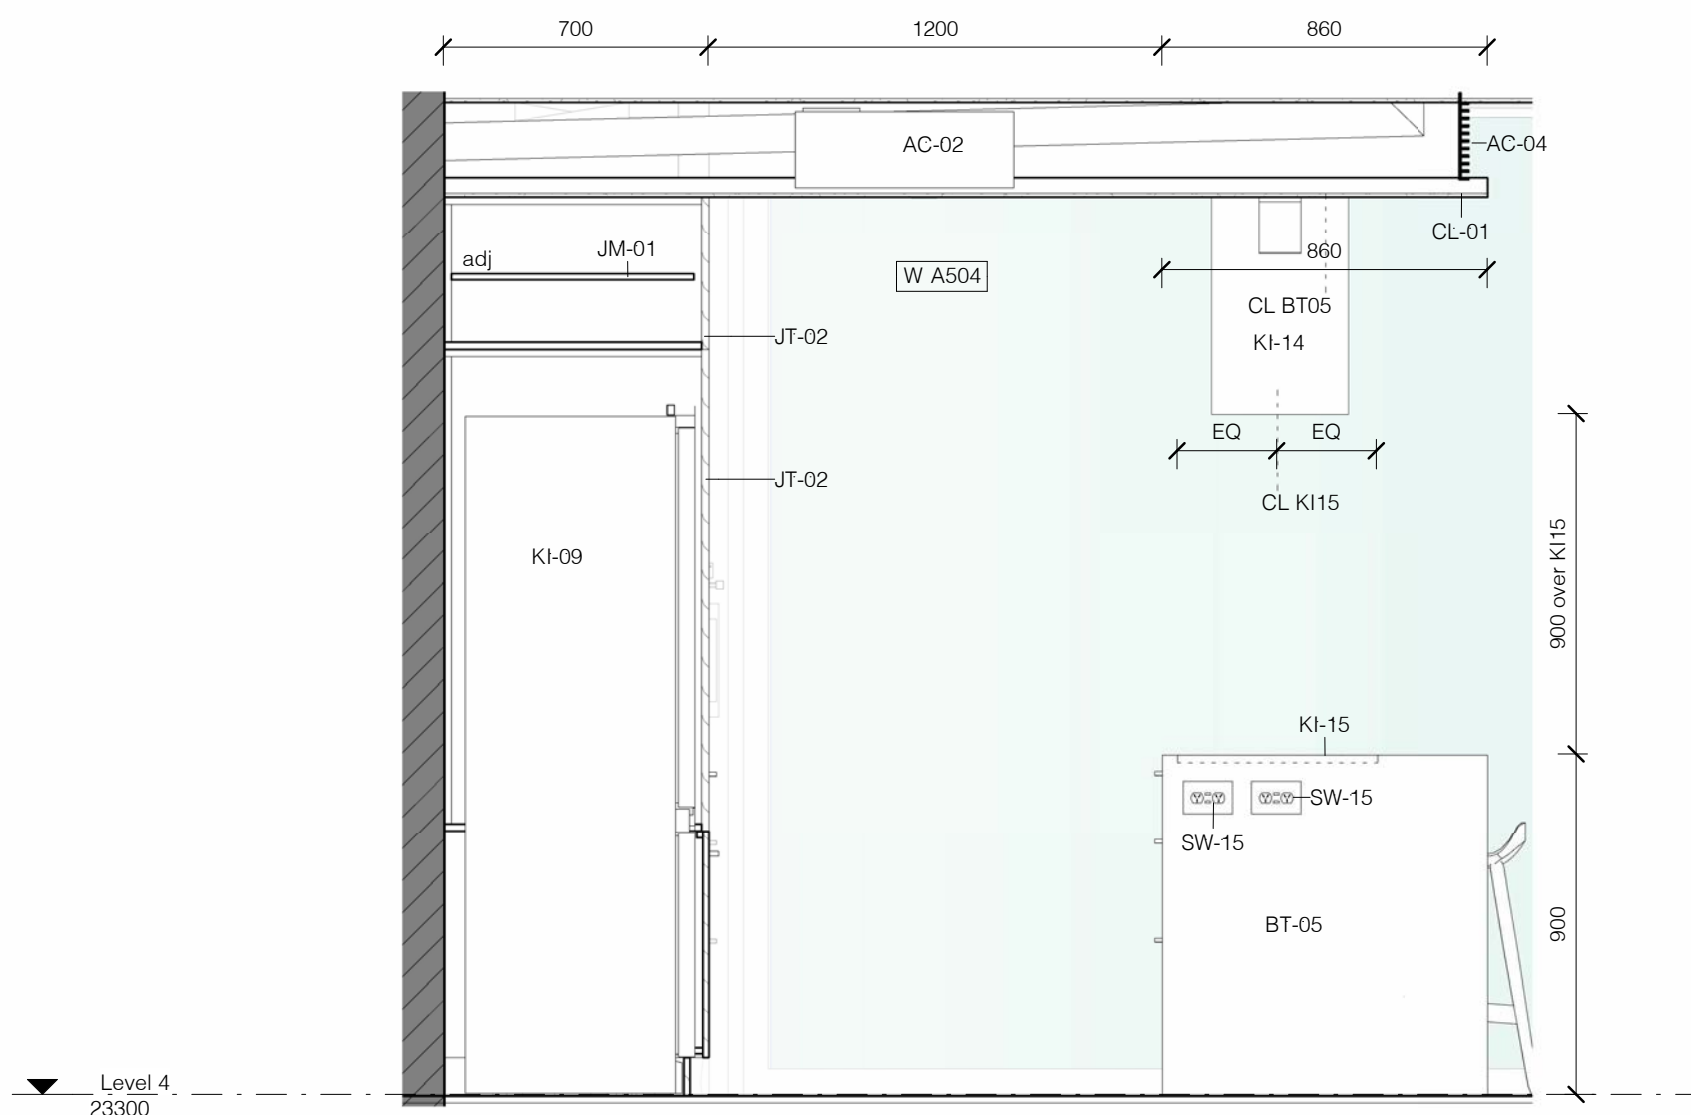 700
1200
860
AC-02
AC-04
CL-01
adj
JM-01
860
W A504
CL BT05
JT-02
KI-14
EQ
EQ
JT-02
CL KI15
KI-09
900 over KI15
KI-15
SW-15
SW-15
BT-05
900
Level 4
23300